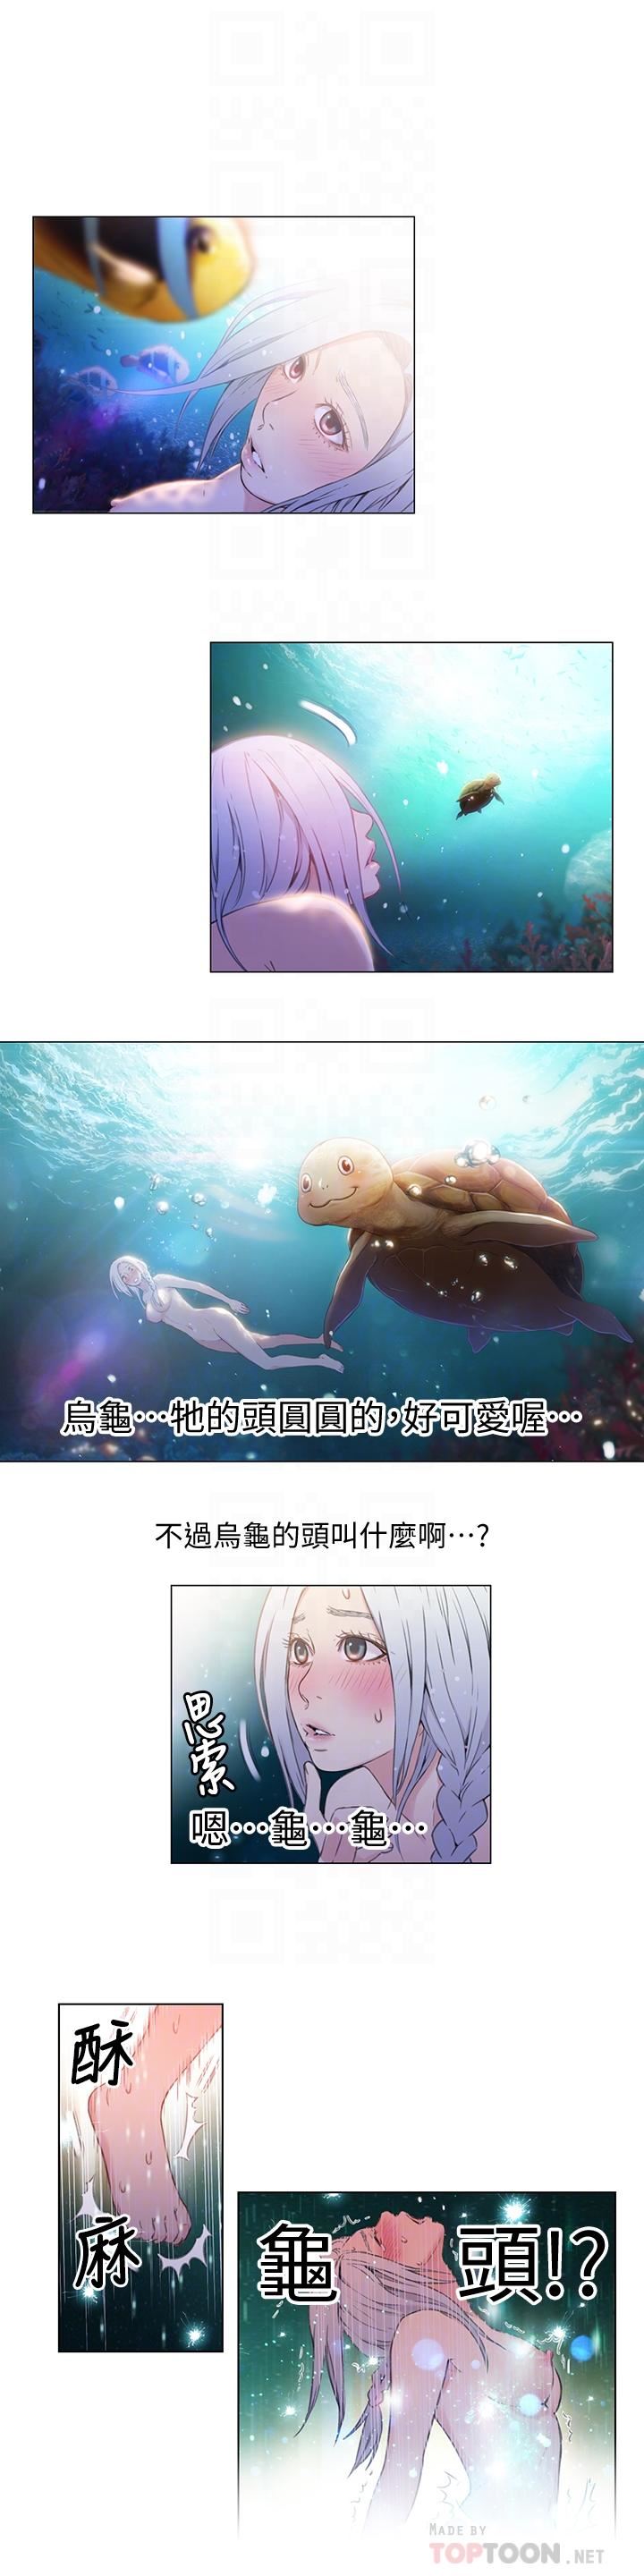 烏龜…牠的頭圓圓的，好可愛喔…
不過烏龜的頭叫什麼啊…?
思索
嗯…龜…龜…
酥
麻
龜頭!?
MADE BY
TOPTOON.NET